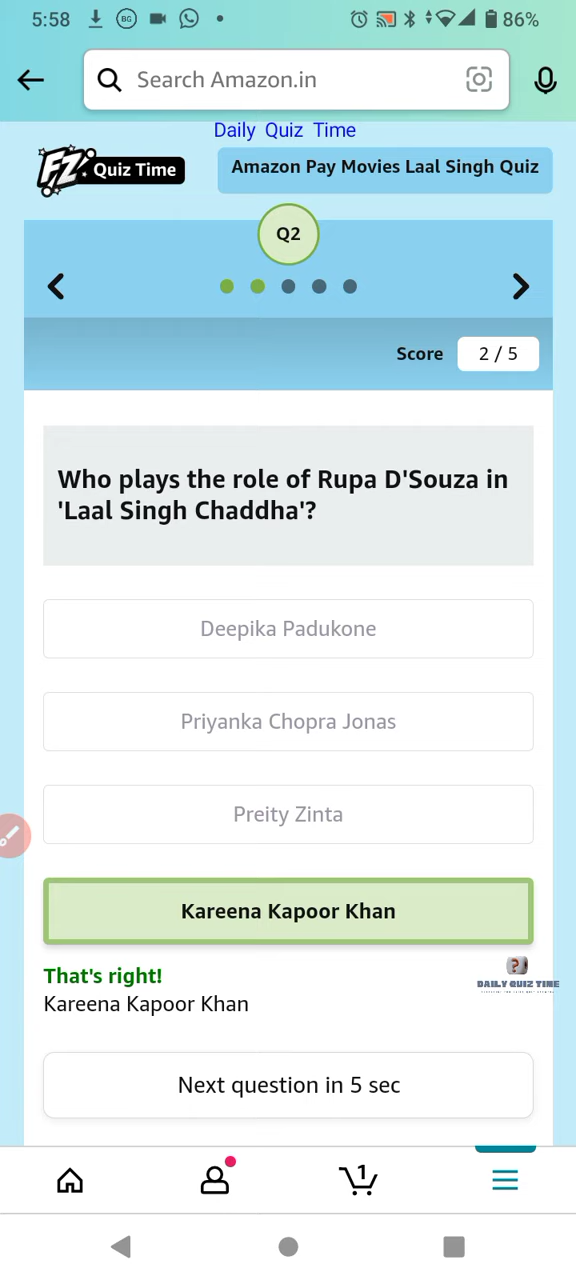 5:58 BG 86%
Search Amazon.in
Daily Quiz Time
FZ Quiz Time
Amazon Pay Movies Laal Singh Quiz
Q2
Score 2 / 5
Who plays the role of Rupa D'Souza in
'Laal Singh Chaddha'?
Deepika Padukone
Priyanka Chopra Jonas
Preity Zinta
Kareena Kapoor Khan
That's right!
Kareena Kapoor Khan
?
DAILY QUIZ TIME
Next question in 5 sec
1